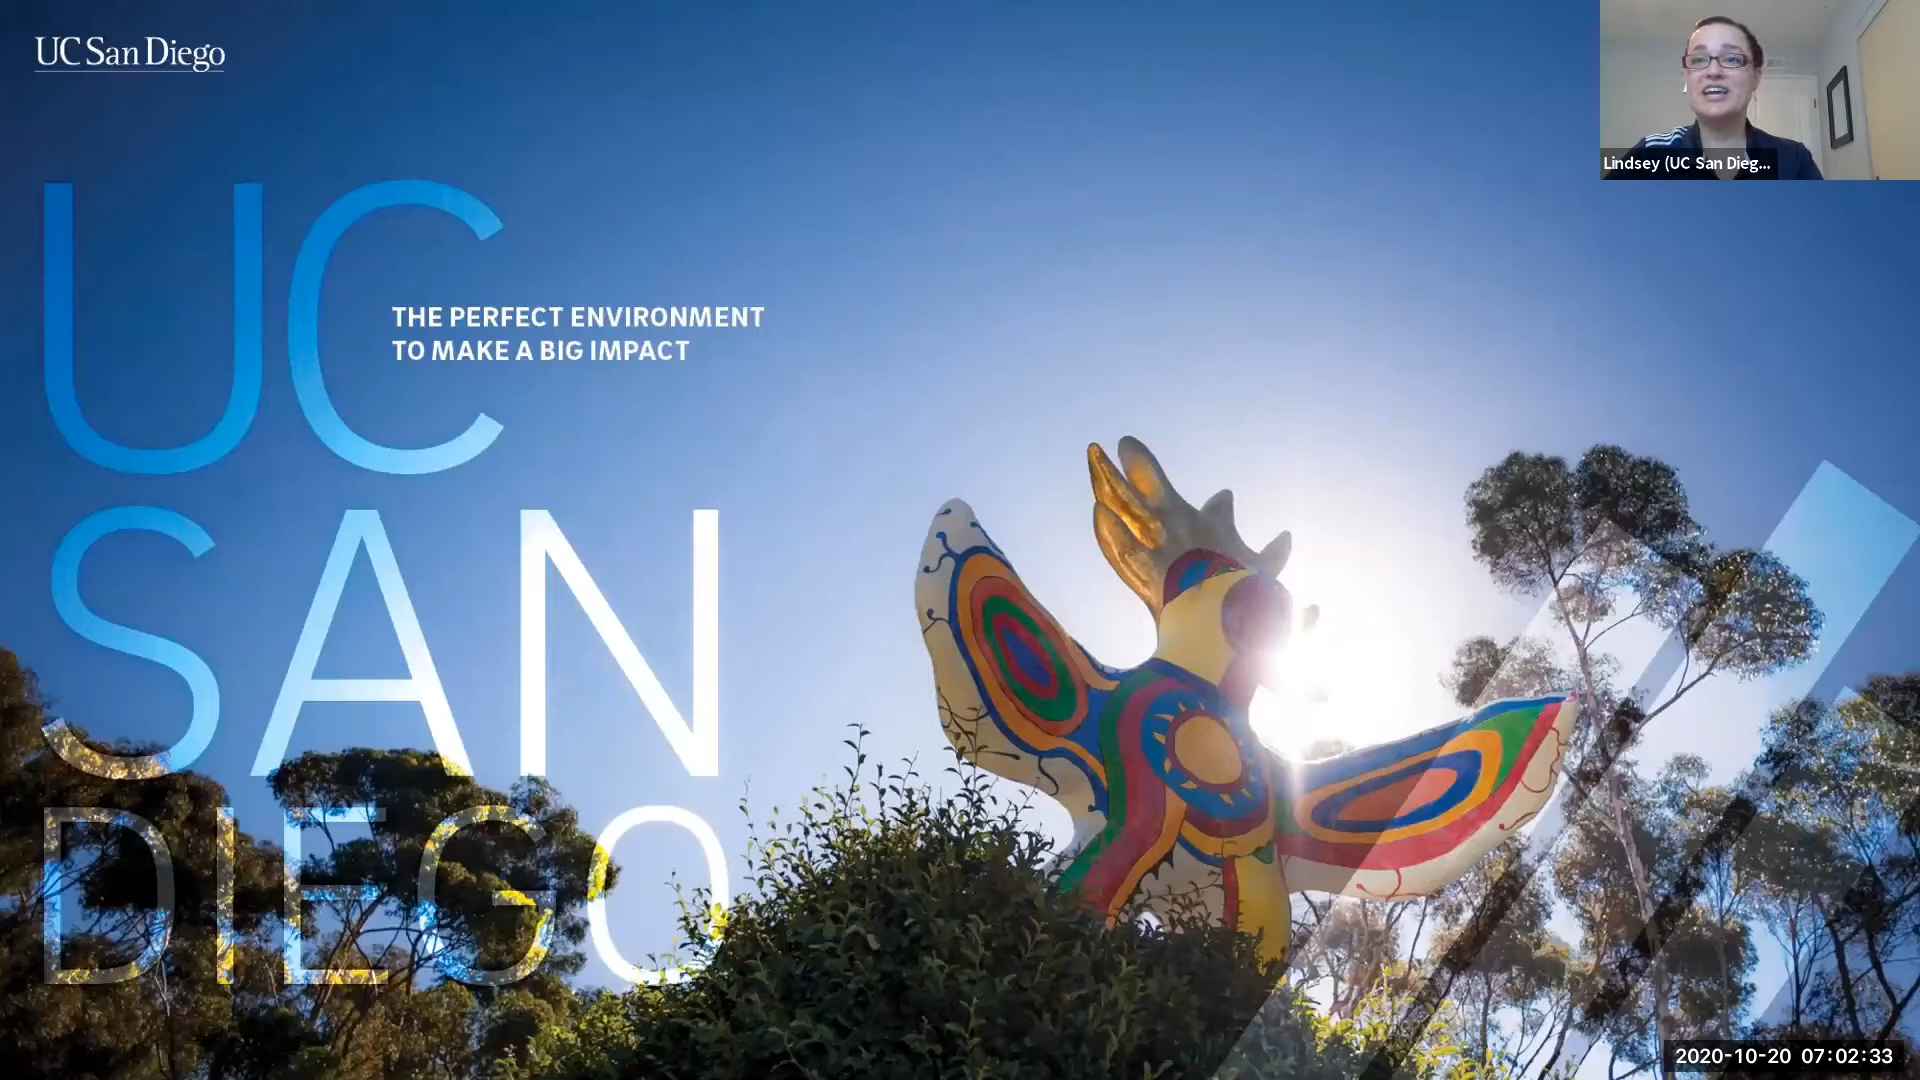 UC San Diego
UC
THE PERFECT ENVIRONMENT
TO MAKE A BIG IMPACT
SAN
DIEGO
Lindsey (UC San Dieg...
2020-10-20 07:02:33